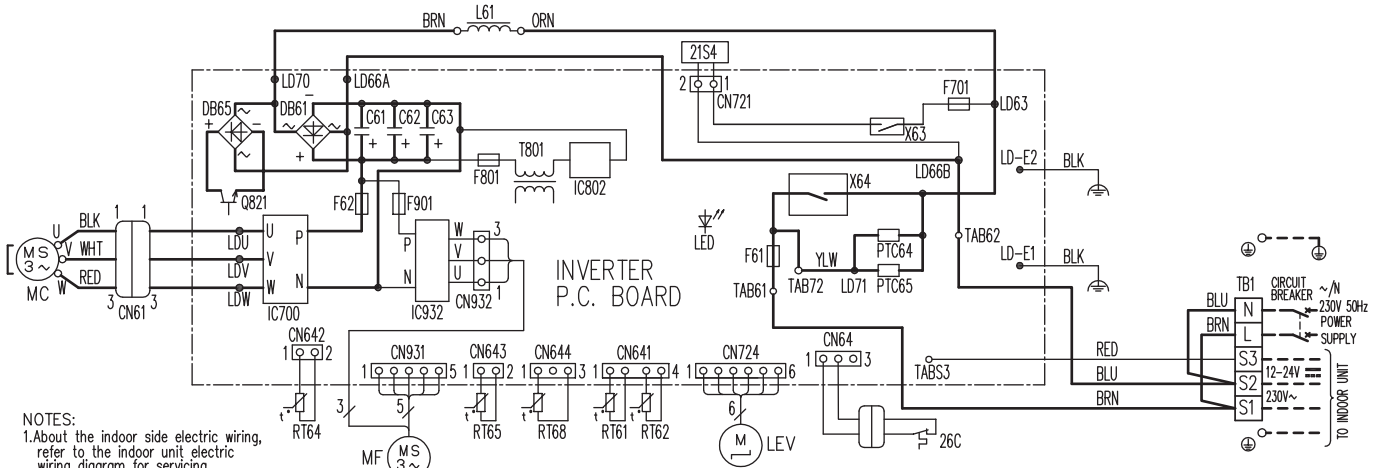 BRN L61 ORN
21S4
LD70 LD66A
2 1
CN721
F701
LD63
DB65 DB61
~ - ~ ~
+ - + ~
C61 C62 C63
+ + +
X63
T801
F801
IC802
LD66B
LD-E2 BLK
Q821
F62 F901
X64
LED
BLK
U
1 1
LDU
U P
P W 3
V WHT
LDV
V
V
MS
3~
RED
W
MC
3 3
CN61
LDW
W N
IC700
N U 1
IC932
CN932
INVERTER
P.C. BOARD
F61
YLW
PTC64
PTC65
TAB62
TAB61
TAB72
LD71
LD-E1 BLK
TB1
CIRCUIT
BREAKER
~/N
230V 50Hz
POWER
SUPPLY
BLU
N
BRN
L
CN642
1 2
CN931
1 5
CN643
1 2
CN644
1 3
CN641
1 4
CN724
1 6
CN64
1 3
TABS3
RED
S3
BLU
12-24V
S2
BRN
230V~
S1
TO INDOOR UNIT
t°
RT64
3
5
t°
RT65
t°
RT68
t°
RT61
t°
RT62
6
M
LEV
26C
MF
MS
3~
NOTES:
1.About the indoor side electric wiring,
refer to the indoor unit electric
wiring diagram for servicing.